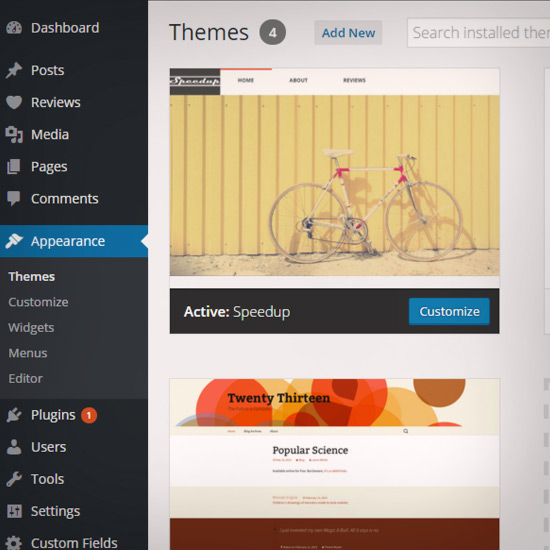 Dashboard
Posts
Reviews
Media
Pages
Comments
Appearance
Themes
Customize
Widgets
Menus
Editor
Plugins 1
Users
Tools
Settings
Custom Fields
Themes 4 Add New Search installed them
Speedup HOME ABOUT REVIEWS
Active: Speedup Customize
Twenty Thirteen
Popular Science